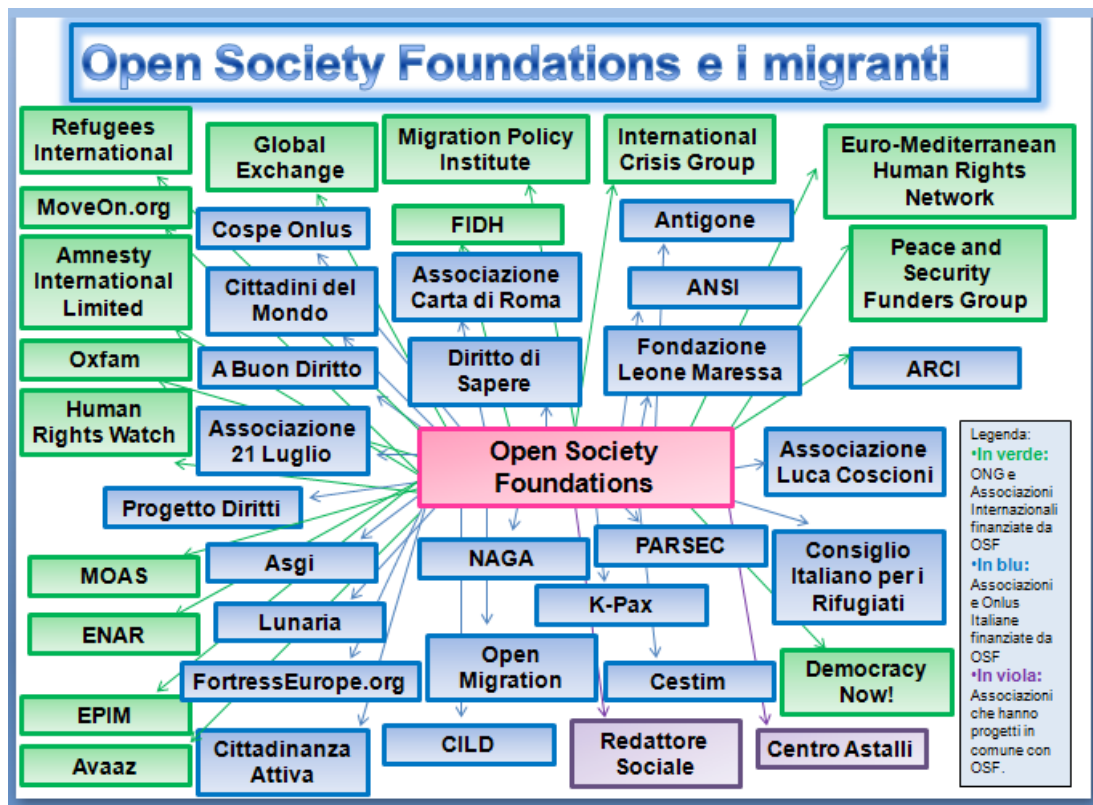 Open Society Foundations e i migranti
Refugees
International
Global
Exchange
Migration Policy
Institute
International
Crisis Group
Euro-Mediterranean
Human Rights
Network
MoveOn.org
Cospe Onlus
FIDH
Antigone
Amnesty
International
Limited
Cittadini del
Mondo
Associazione
Carta di Roma
ANSI
Peace and
Security
Funders Group
Oxfam
A Buon Diritto
Diritto di
Sapere
Fondazione
Leone Maressa
ARCI
Human
Rights Watch
Associazione
21 Luglio
Open Society
Foundations
Associazione
Luca Coscioni
Progetto Diritti
MOAS
Asgi
NAGA
PARSEC
Consiglio
Italiano per i
Rifugiati
ENAR
Lunaria
K-Pax
FortressEurope.org
Open
Migration
Cestim
Democracy
Now!
EPIM
Avaaz
Cittadinanza
Attiva
CILD
Redattore
Sociale
Centro Astalli
Legenda:
•In verde:
ONG e
Associazioni
Internazionali
finanziate da
OSF
•In blu:
Associazioni
e Onlus
Italiane
finanziate da
OSF
•In viola:
Associazioni
che hanno
progetti in
comune con
OSF.